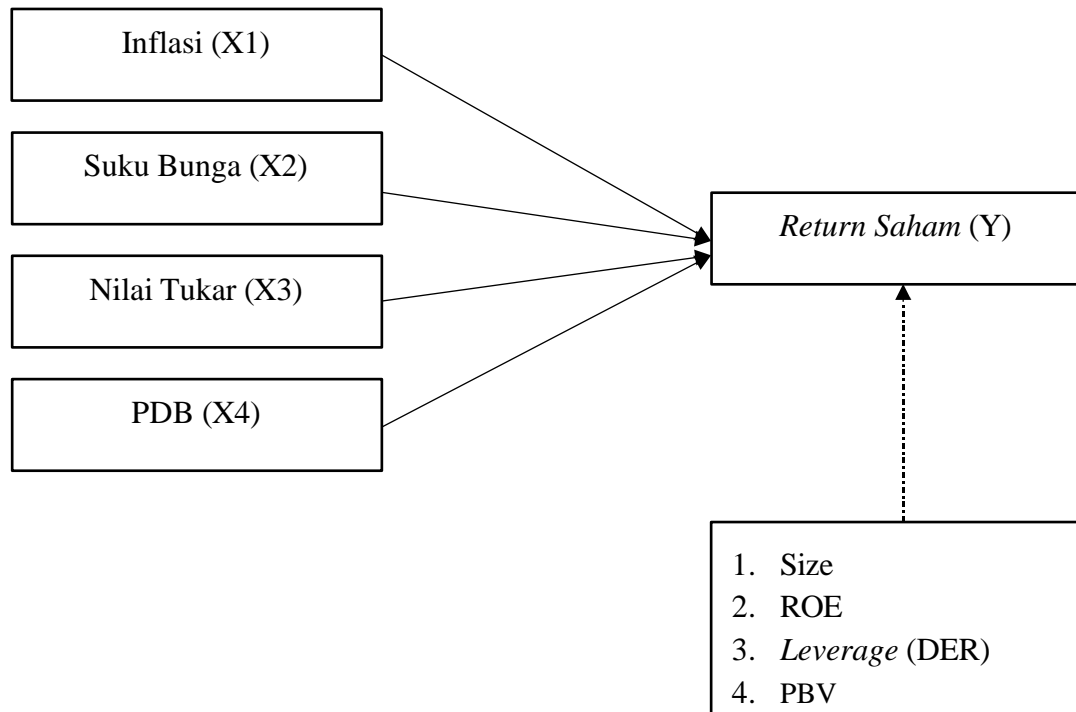 Inflasi (X1)
Suku Bunga (X2)
Return Saham (Y)
Nilai Tukar (X3)
PDB (X4)
1. Size
2. ROE
3. Leverage (DER)
4. PBV